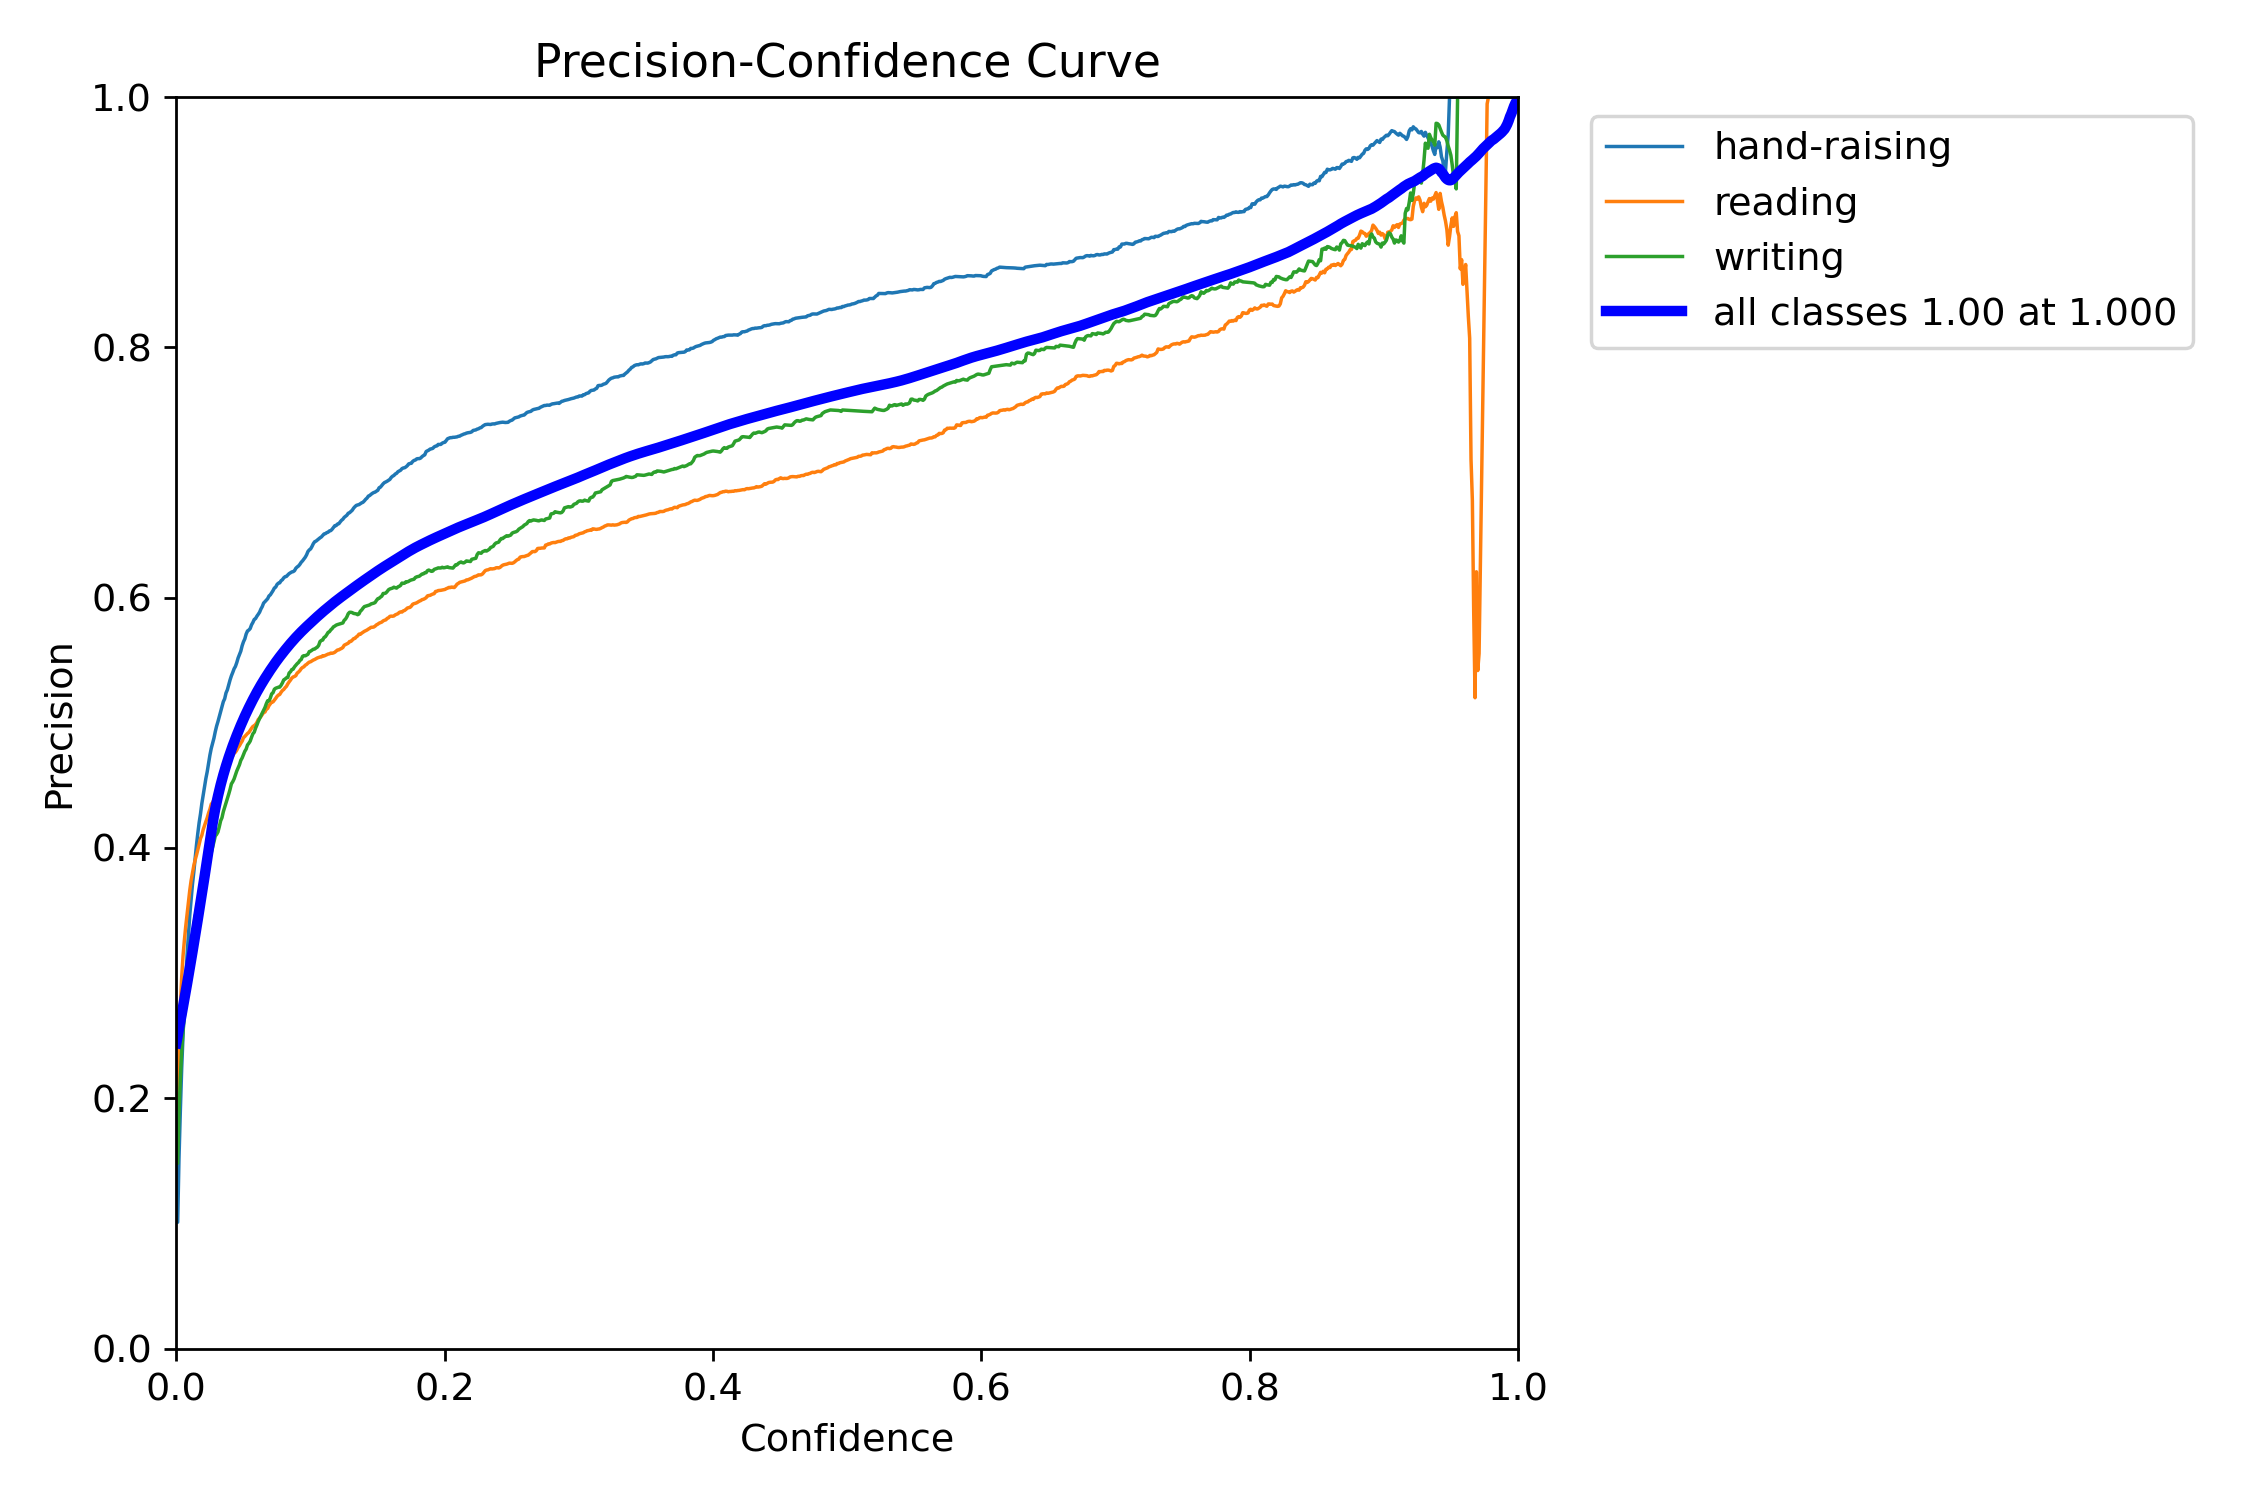 Precision-Confidence Curve
1.0
0.8
0.6
0.4
0.2
0.0
Precision
0.0 0.2 0.4 0.6 0.8 1.0
Confidence
hand-raising
reading
writing
all classes 1.00 at 1.000